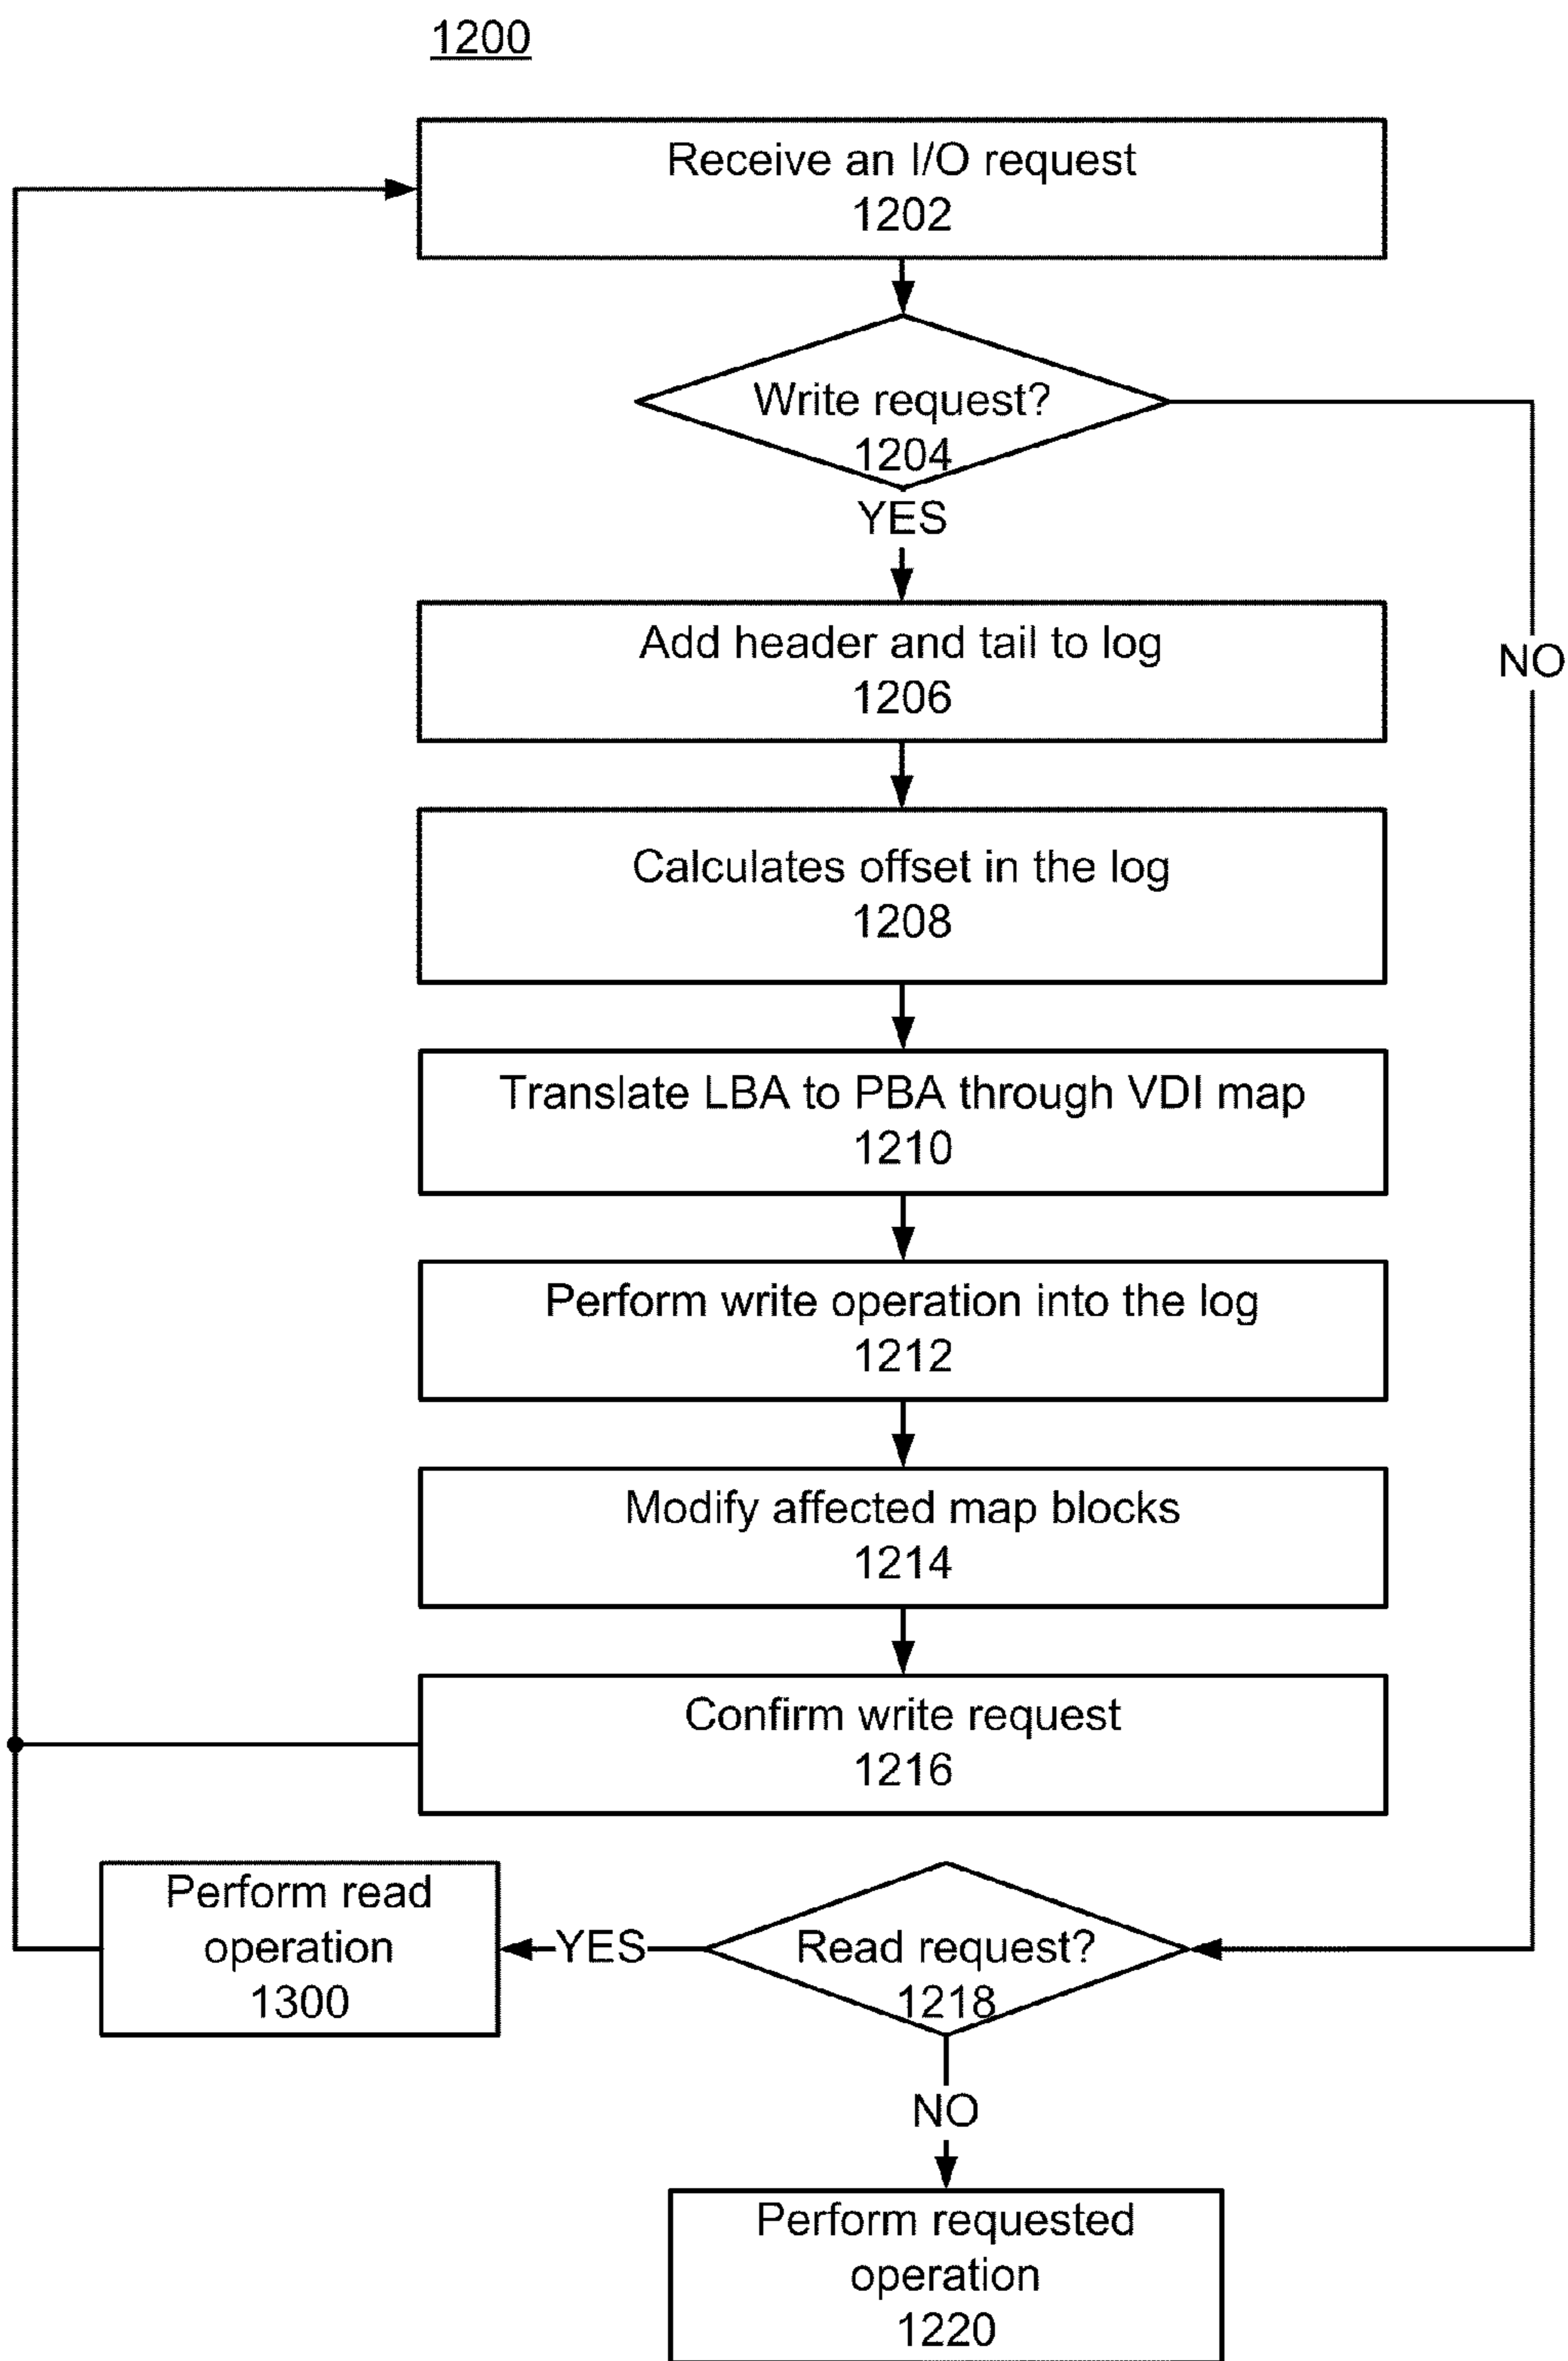 1200
Receive an I/O request
1202
Write request?
1204
YES
Add header and tail to log
1206
NO
Calculates offset in the log
1208
Translate LBA to PBA through VDI map
1210
Perform write operation into the log
1212
Modify affected map blocks
1214
Confirm write request
1216
Perform read
operation
1300
YES
Read request?
1218
NO
Perform requested
operation
1220